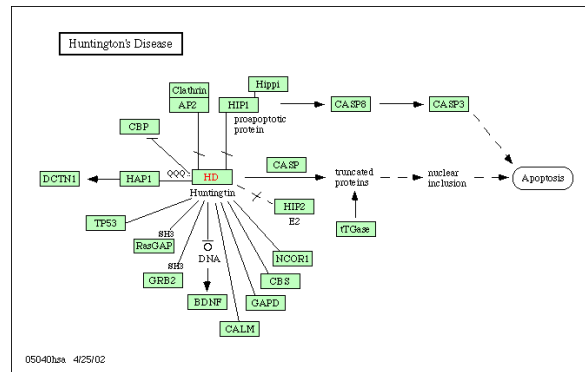 Huntington's Disease
Hippi
Clathrin
AP2
HIP1
CASP8
CASP3
proapoptotic
protein
CBP
CASP
QQQ
DCTN1
HAP1
HD
truncated
proteins
nuclear
inclusion
Apoptosis
Huntingtin
HIP2
E2
TP53
SH3
RasGAP
tTGase
DNA
NCOR1
SH3
GRB2
CBS
BDNF
GAPD
CALM
05040hsa 4/25/02